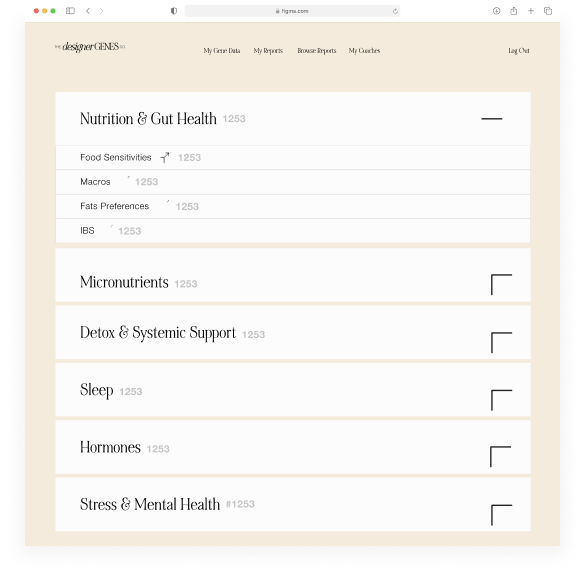 figma.com
THE designerGENES CO.
My Gene Data My Reports Browse Reports My Coaches Log Out
Nutrition & Gut Health 1253
Food Sensitivities 1253
Macros 1253
Fats Preferences 1253
IBS 1253
Micronutrients 1253
Detox & Systemic Support 1253
Sleep 1253
Hormones 1253
Stress & Mental Health #1253